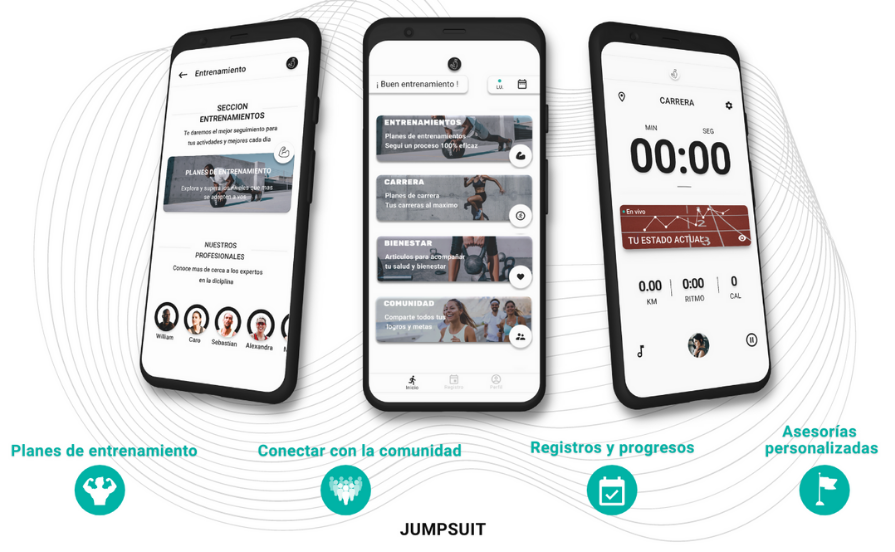 Entrenamiento
SECCION
ENTRENAMIENTOS
Te daremos el mejor seguimiento para
tus actividades y mejores cada dia
PLANES DE ENTRENAMIENTO
Explora y supera los niveles que mas
se adapten a vos
NUESTROS
PROFESIONALES
Conoce mas de cerca a los expertos
en la diciplina
William
Caro
Sebastian
Alexandra
¡ Buen entrenamiento !
LU.
ENTRENAMIENTOS
Planes de entrenamientos
Seguí un proceso 100% eficaz
CARRERA
Planes de carrera
Tus carreras al maximo
BIENESTAR
Articulos para acompañar
tu salud y bienestar
COMUNIDAD
Comparte todos tus
logros y metas
Inicio
Registro
Perfil
CARRERA
MIN
SEG
00:00
En vivo
TU ESTADO ACTUAL
0.00
KM
0:00
RITMO
0
CAL
Planes de entrenamiento
Conectar con la comunidad
Registros y progresos
Asesorías
personalizadas
JUMPSUIT